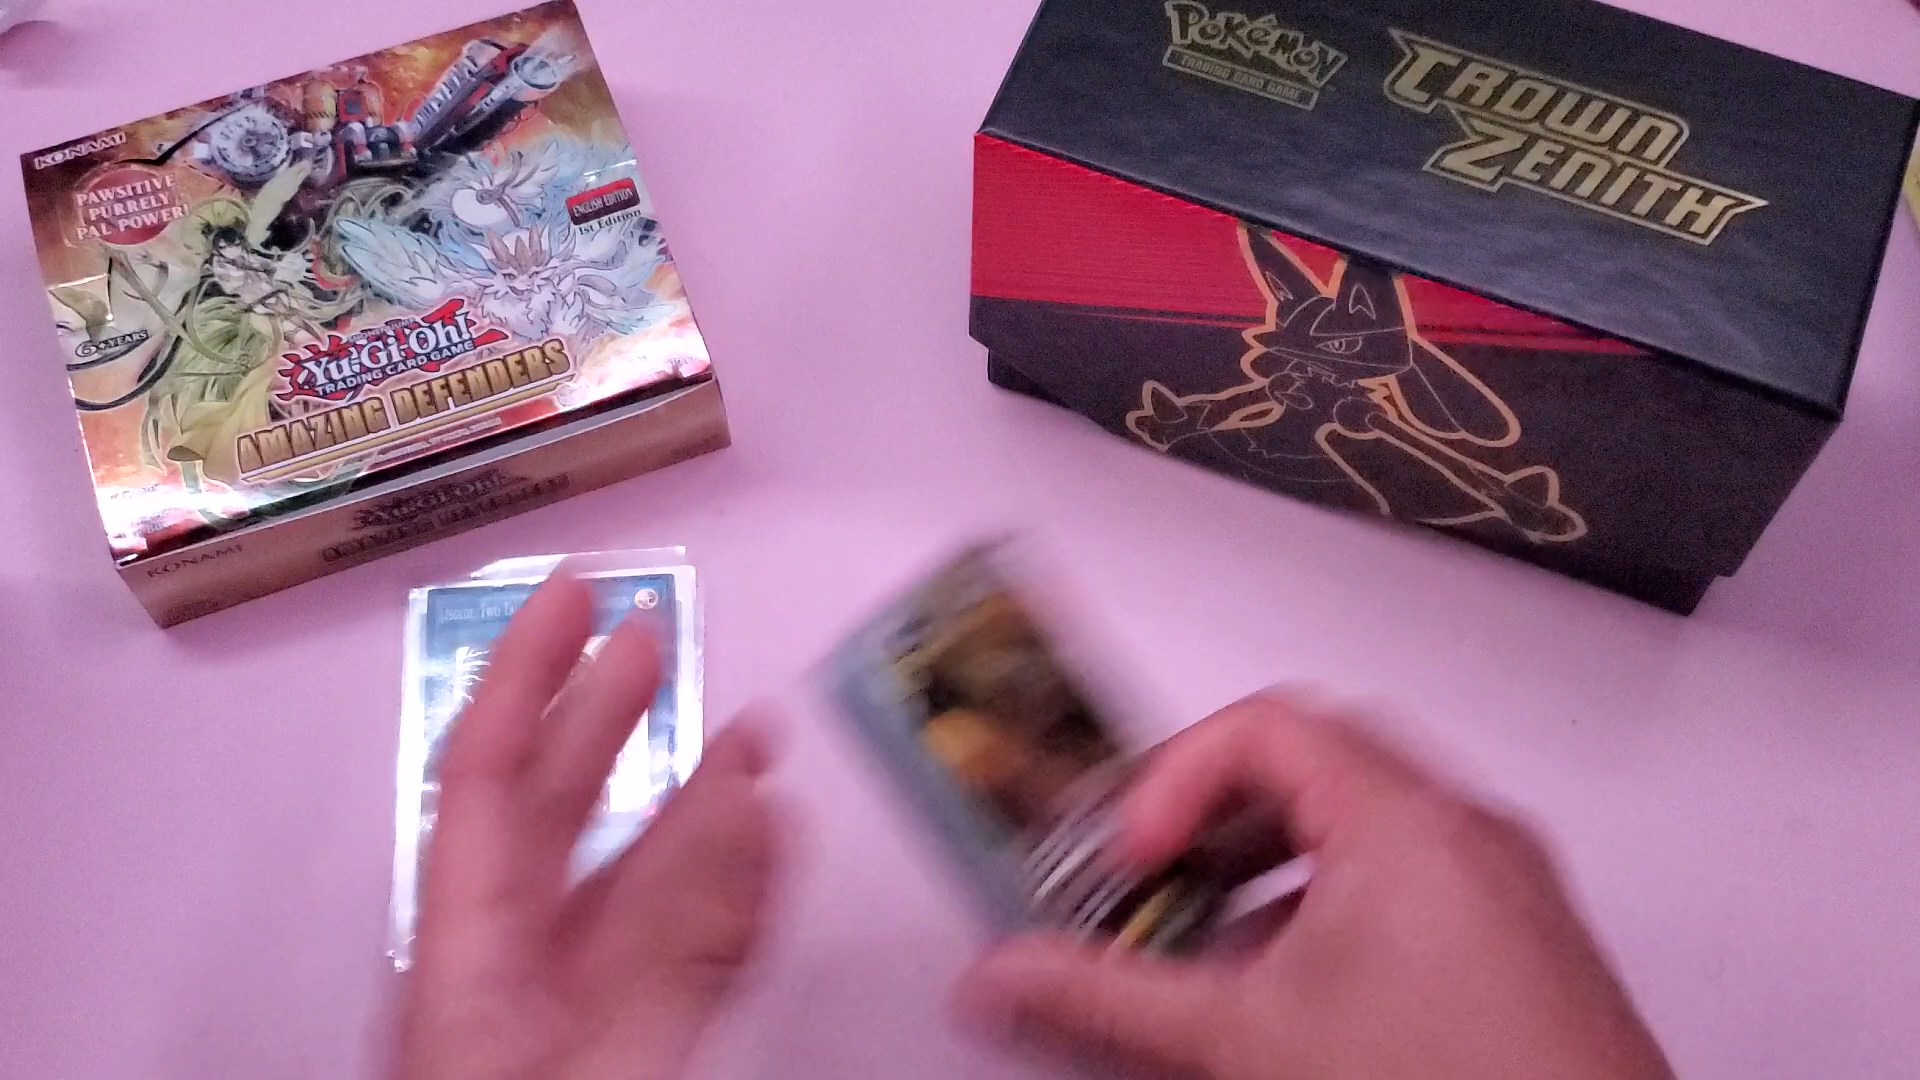 KONAMI
PAWSITIVE
PURRELY
PAL POWER!
ENGLISH EDITION
1st Edition
6+ YEARS
Yu-Gi-Oh!
TRADING CARD GAME
AMAZING DEFENDERS
KONAMI
POKéMON
TRADING CARD GAME
CROWN
ZENITH
TWO